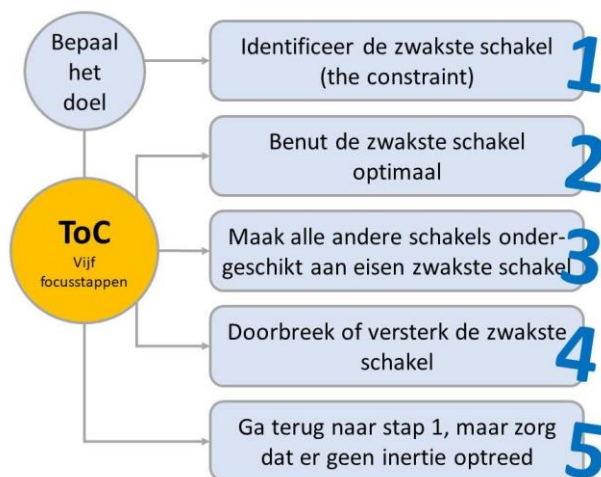 Bepaal
het
doel
Identificeer de zwakste schakel
(the constraint)
1
Benut de zwakste schakel
optimaal
2
ToC
Vijf
focusstappen
Maak alle andere schakels onder-
geschikt aan eisen zwakste schakel
3
Doorbreek of versterk de zwakste
schakel
4
Ga terug naar stap 1, maar zorg
dat er geen inertie optreed
5